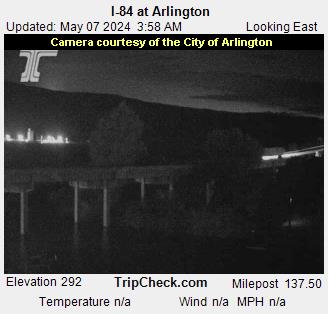 I-84 at Arlington
Updated: May 07 2024 3:58 AM Looking East
Camera courtesy of the City of Arlington
Elevation 292 TripCheck.com Milepost 137.50
Temperature n/a Wind n/a MPH n/a